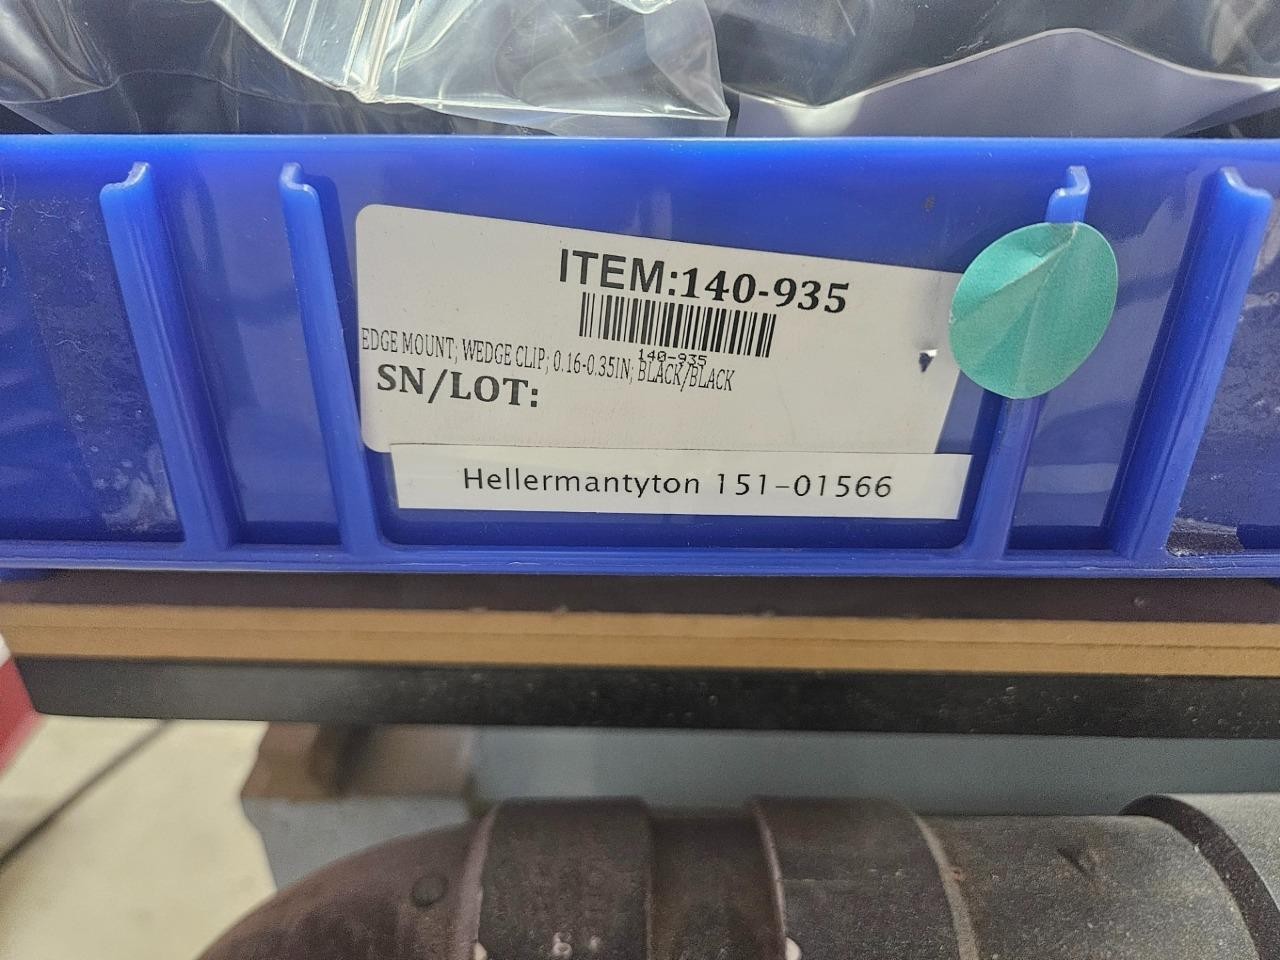 ITEM:140-935
140-935
EDGE MOUNT; WEDGE CLIP; 0.16-0.35IN; BLACK/BLACK
SN/LOT:
Hellermantyton 151-01566